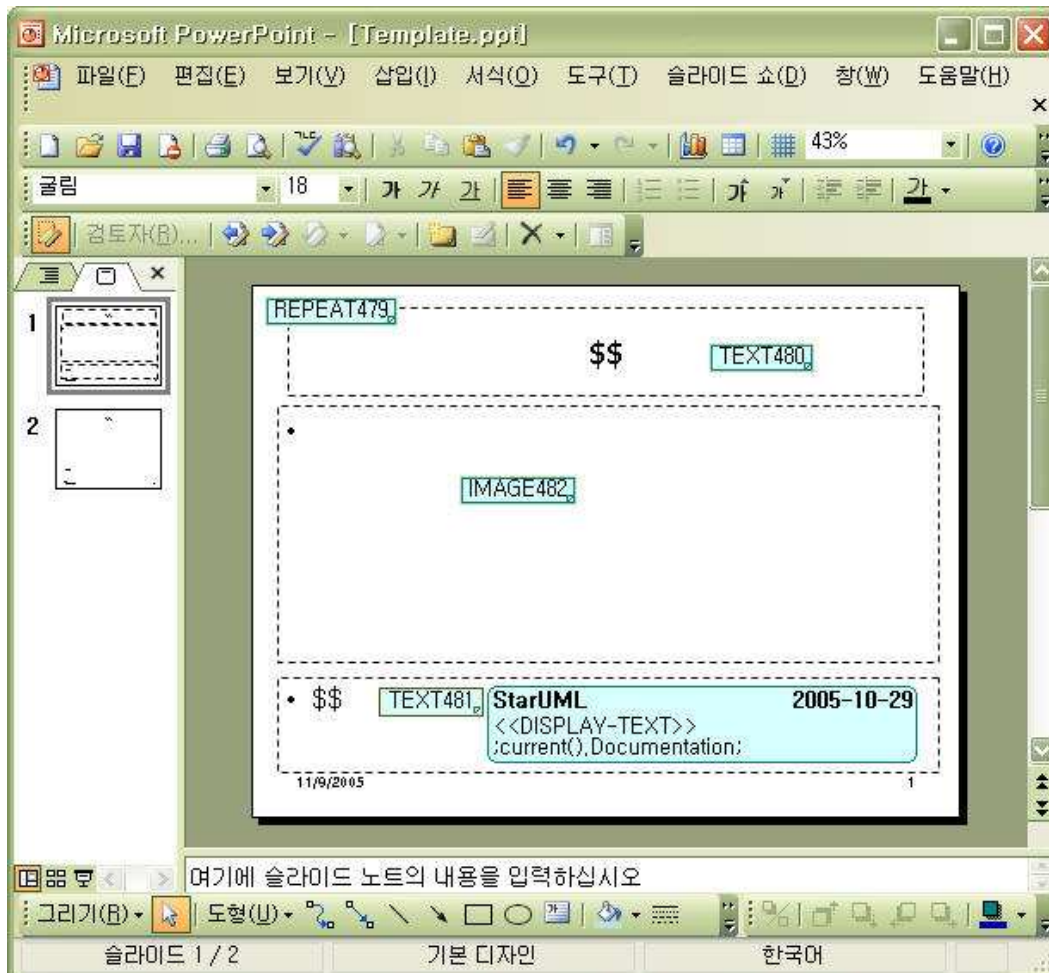 Microsoft PowerPoint - [Template.ppt]
파일(F) 편집(E) 보기(V) 삽입(I) 서식(O) 도구(T) 슬라이드 쇼(D) 창(W) 도움말(H)
43%
굴림 18 가 가 가 가 가 가
검토자(R)...
1
2
REPEAT479
$$ TEXT480
IMAGE482
• $$ TEXT481 StarUML 2005-10-29
<<DISPLAY-TEXT>>
;current().Documentation;
11/9/2005 1
여기에 슬라이드 노트의 내용을 입력하십시오
그리기(R) 도형(U)
슬라이드 1 / 2 기본 디자인 한국어